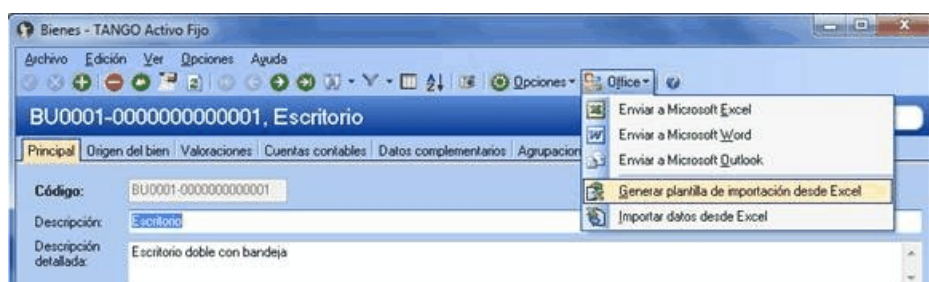 Bienes - TANGO Activo Fijo
Archivo Edición Ver Opciones Ayuda
Opciones Office
BU0001-0000000000001, Escritorio
Enviar a Microsoft Excel
Enviar a Microsoft Word
Enviar a Microsoft Outlook
Generar plantilla de importación desde Excel
Importar datos desde Excel
Principal Origen del bien Valoraciones Cuentas contables Datos complementarios Agrupacion
Código: BU0001-0000000000001
Descripción: Escritorio
Descripción detallada: Escritorio doble con bandeja